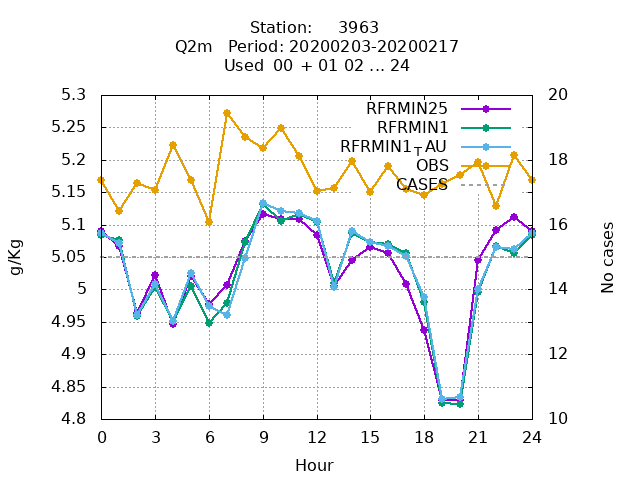 Station: 3963
Q2m Period: 20200203-20200217
Used 00 + 01 02 ... 24
5.3
5.25
5.2
5.15
5.1
5.05
5
4.95
4.9
4.85
4.8
g/Kg
RFRMIN25
RFRMIN1
RFRMIN1TAU
OBS
CASES
20
18
16
14
12
10
No cases
0 3 6 9 12 15 18 21 24
Hour